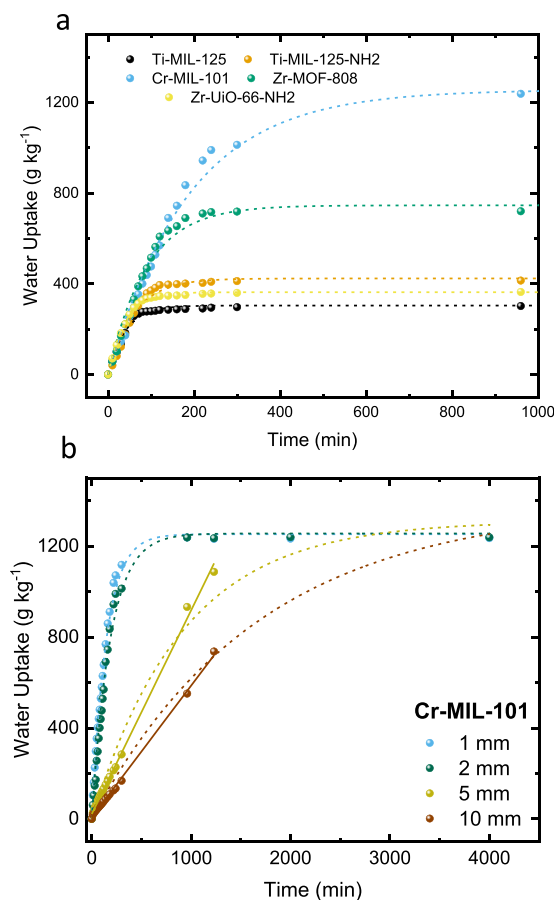 a
Ti-MIL-125 Ti-MIL-125-NH2
Cr-MIL-101 Zr-MOF-808
Zr-UiO-66-NH2
1200
800
400
0
Water Uptake (g kg⁻¹)
0 200 400 600 800 1000
Time (min)
b
1200
800
400
0
Water Uptake (g kg⁻¹)
Cr-MIL-101
1 mm
2 mm
5 mm
10 mm
0 1000 2000 3000 4000
Time (min)